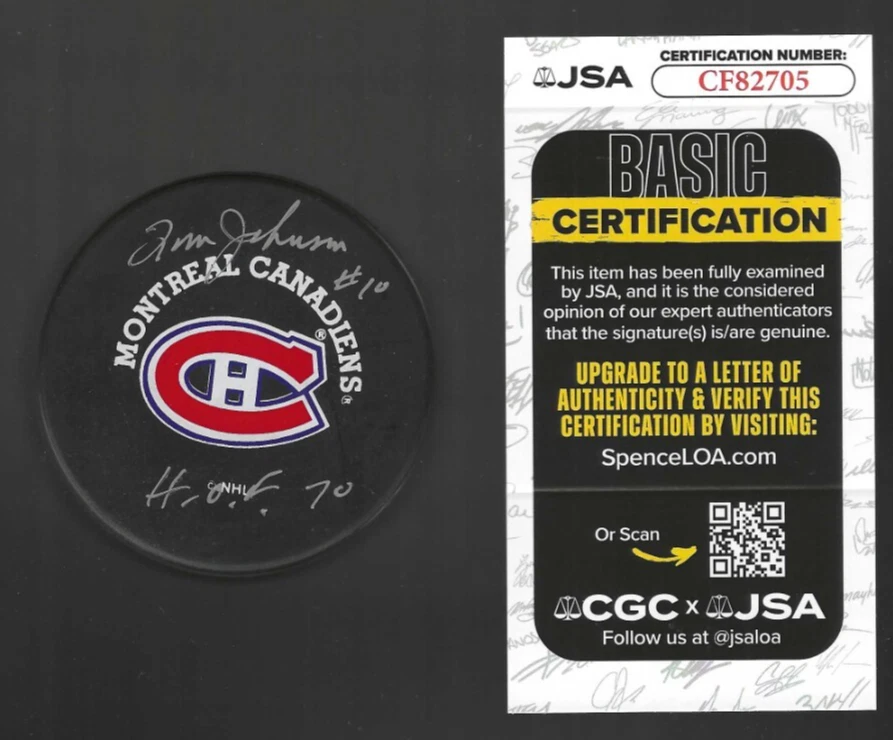 Tom Johnson
#10
MONTREAL CANADIENS®
CH
®
H.O.F. 70
©NHL
JSA
CERTIFICATION NUMBER:
CF82705
BASIC
CERTIFICATION
This item has been fully examined
by JSA, and it is the considered
opinion of our expert authenticators
that the signature(s) is/are genuine.
UPGRADE TO A LETTER OF
AUTHENTICITY & VERIFY THIS
CERTIFICATION BY VISITING:
SpenceLOA.com
Or Scan
CGC x JSA
Follow us at @jsaloa